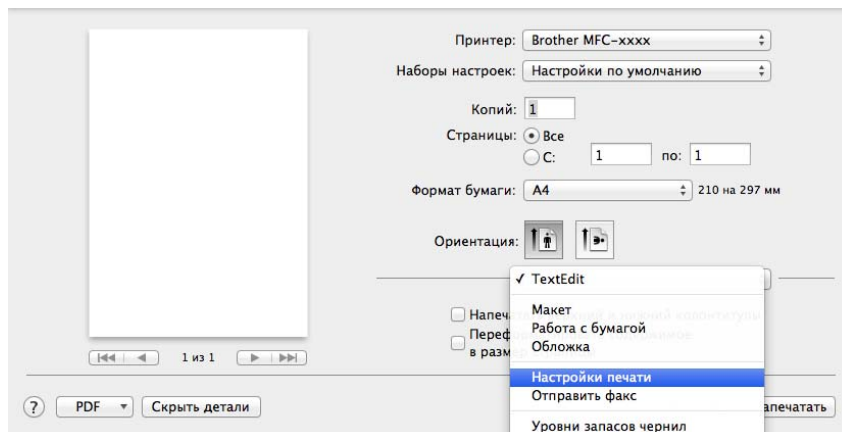 Принтер: Brother MFC-xxxx
Наборы настроек: Настройки по умолчанию
Копий: 1
Страницы: Все
С: 1 по: 1
Формат бумаги: A4 210 на 297 мм
Ориентация:
✓ TextEdit
Макет
Работа с бумагой
Обложка
Настройки печати
Отправить факс
Уровни запасов чернил
1 из 1
? PDF Скрыть детали